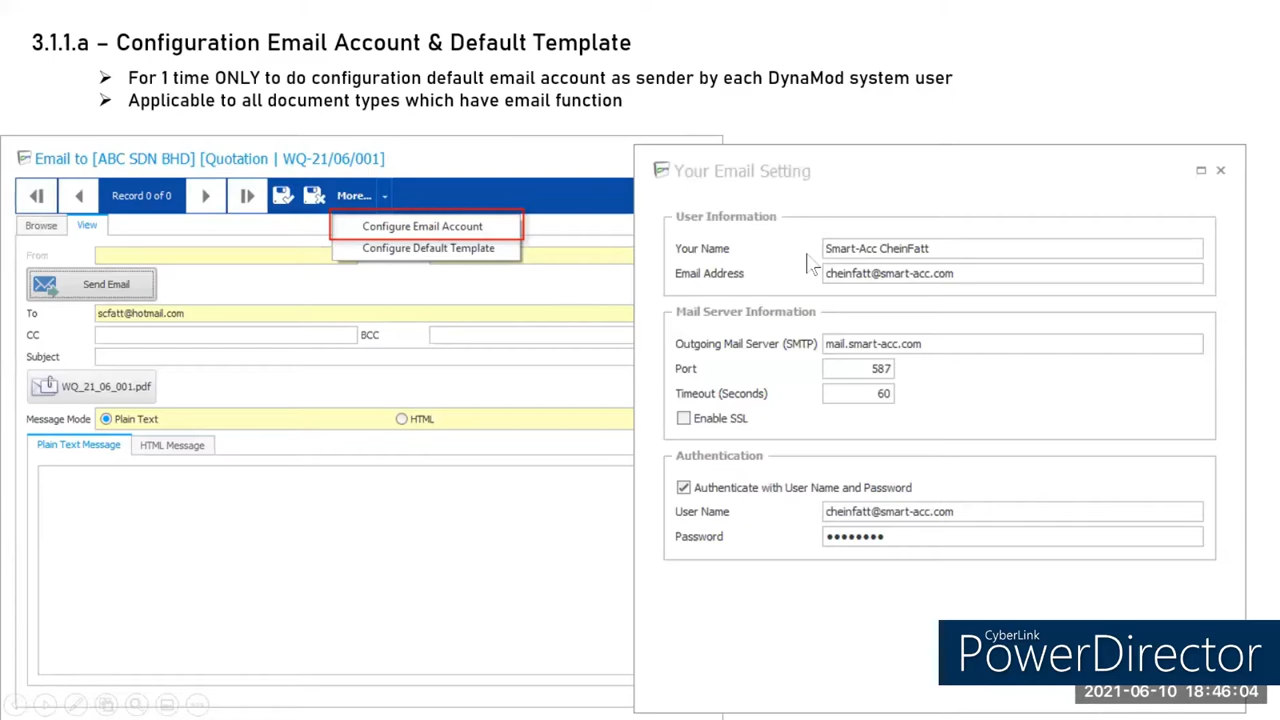 3.1.1.a – Configuration Email Account & Default Template
➢ For 1 time ONLY to do configuration default email account as sender by each DynaMod system user
➢ Applicable to all document types which have email function
Email to [ABC SDN BHD] [Quotation | WQ-21/06/001]
Record 0 of 0
More...
Configure Email Account
Configure Default Template
Browse
View
From
Send Email
To
scfatt@hotmail.com
CC
BCC
Subject
WQ_21_06_001.pdf
Message Mode
Plain Text
HTML
Plain Text Message
HTML Message
Your Email Setting
User Information
Your Name
Smart-Acc CheinFatt
Email Address
cheinfatt@smart-acc.com
Mail Server Information
Outgoing Mail Server (SMTP)
mail.smart-acc.com
Port
587
Timeout (Seconds)
60
Enable SSL
Authentication
Authenticate with User Name and Password
User Name
cheinfatt@smart-acc.com
Password
●●●●●●●●
CyberLink
PowerDirector
2021-06-10 18:46:04